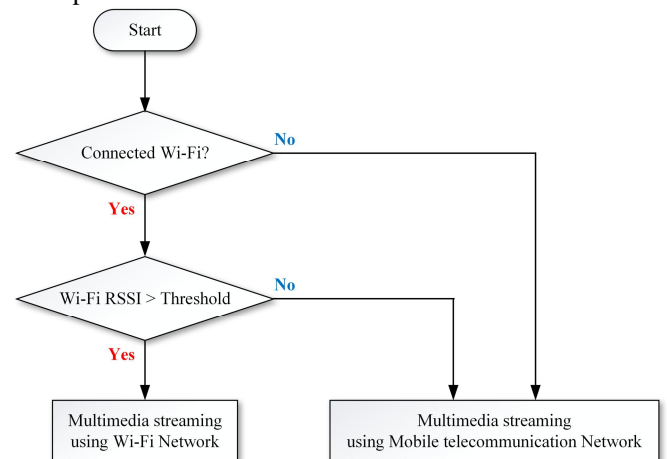 Start
Connected Wi-Fi?
No
Yes
Wi-Fi RSSI > Threshold
No
Yes
Multimedia streaming
using Wi-Fi Network
Multimedia streaming
using Mobile telecommunication Network